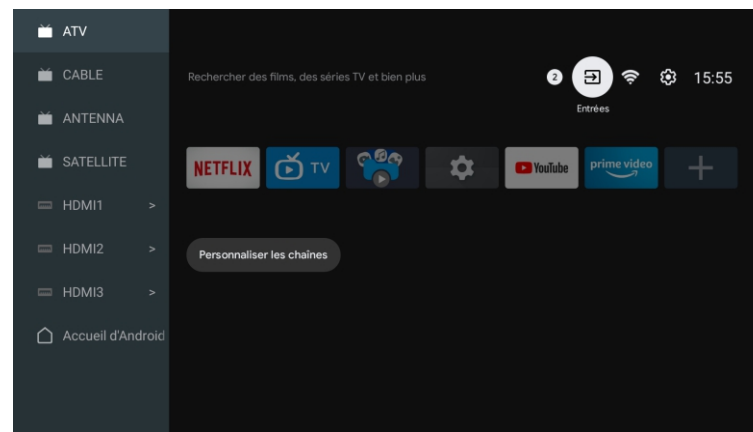 ATV
CABLE
ANTENNA
SATELLITE
HDMI1 >
HDMI2 >
HDMI3 >
Accueil d'Android
Rechercher des films, des séries TV et bien plus
2
15:55
Entrées
NETFLIX
TV
YouTube
prime video
Personnaliser les chaînes